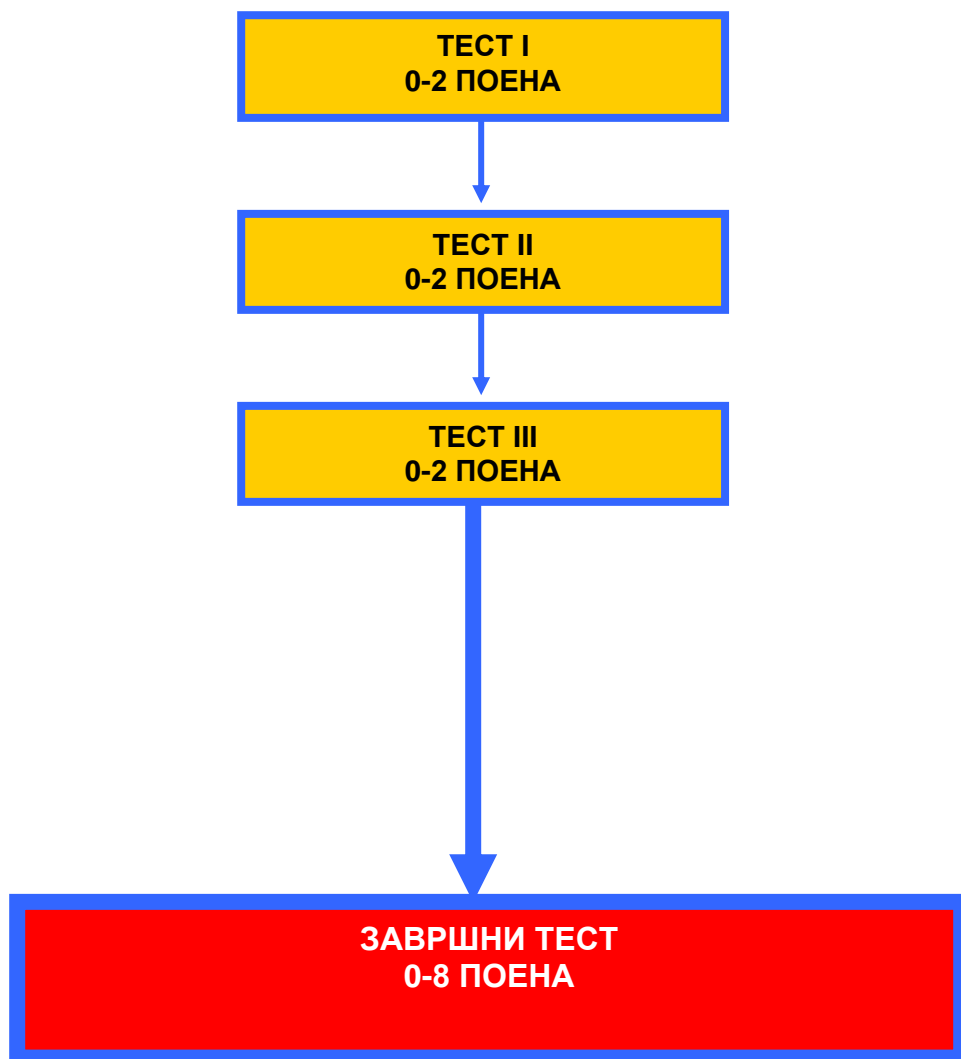 ТЕСТ I
0-2 ПОЕНА
ТЕСТ II
0-2 ПОЕНА
ТЕСТ III
0-2 ПОЕНА
ЗАВРШНИ ТЕСТ
0-8 ПОЕНА